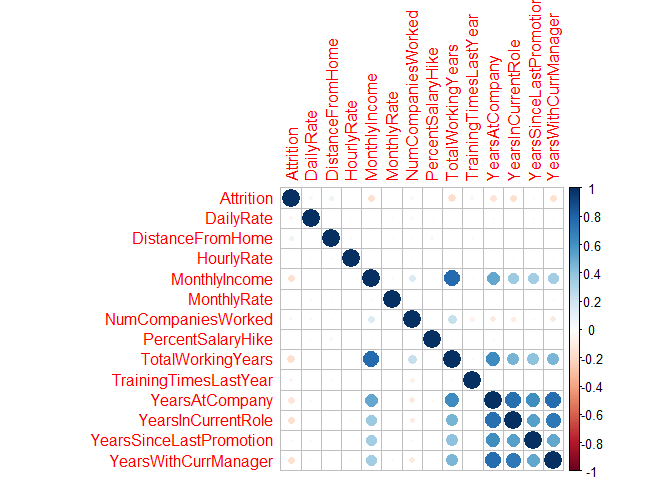 Attrition
DailyRate
DistanceFromHome
HourlyRate
MonthlyIncome
MonthlyRate
NumCompaniesWorked
PercentSalaryHike
TotalWorkingYears
TrainingTimesLastYear
YearsAtCompany
YearsInCurrentRole
YearsSinceLastPromotion
YearsWithCurrManager
Attrition
DailyRate
DistanceFromHome
HourlyRate
MonthlyIncome
MonthlyRate
NumCompaniesWorked
PercentSalaryHike
TotalWorkingYears
TrainingTimesLastYear
YearsAtCompany
YearsInCurrentRole
YearsSinceLastPromotion
YearsWithCurrManager
1
0.8
0.6
0.4
0.2
0
-0.2
-0.4
-0.6
-0.8
-1